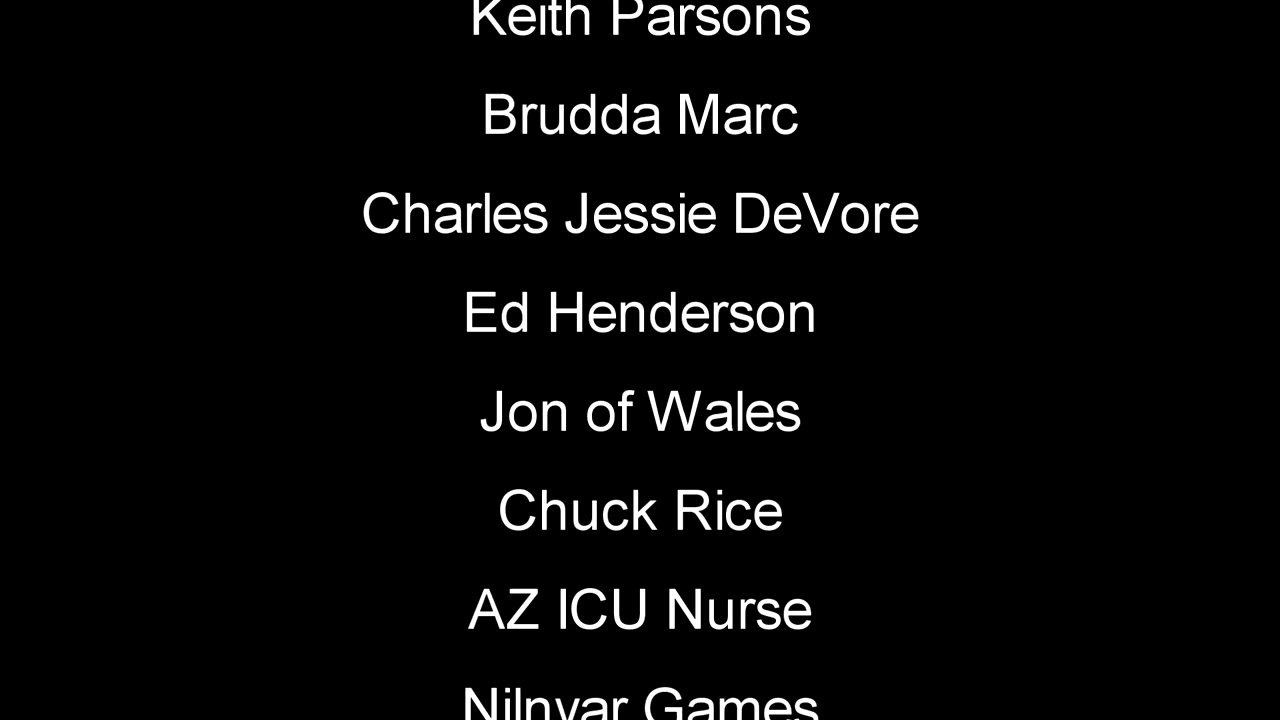 Keith Parsons
Brudda Marc
Charles Jessie DeVore
Ed Henderson
Jon of Wales
Chuck Rice
AZ ICU Nurse
Games